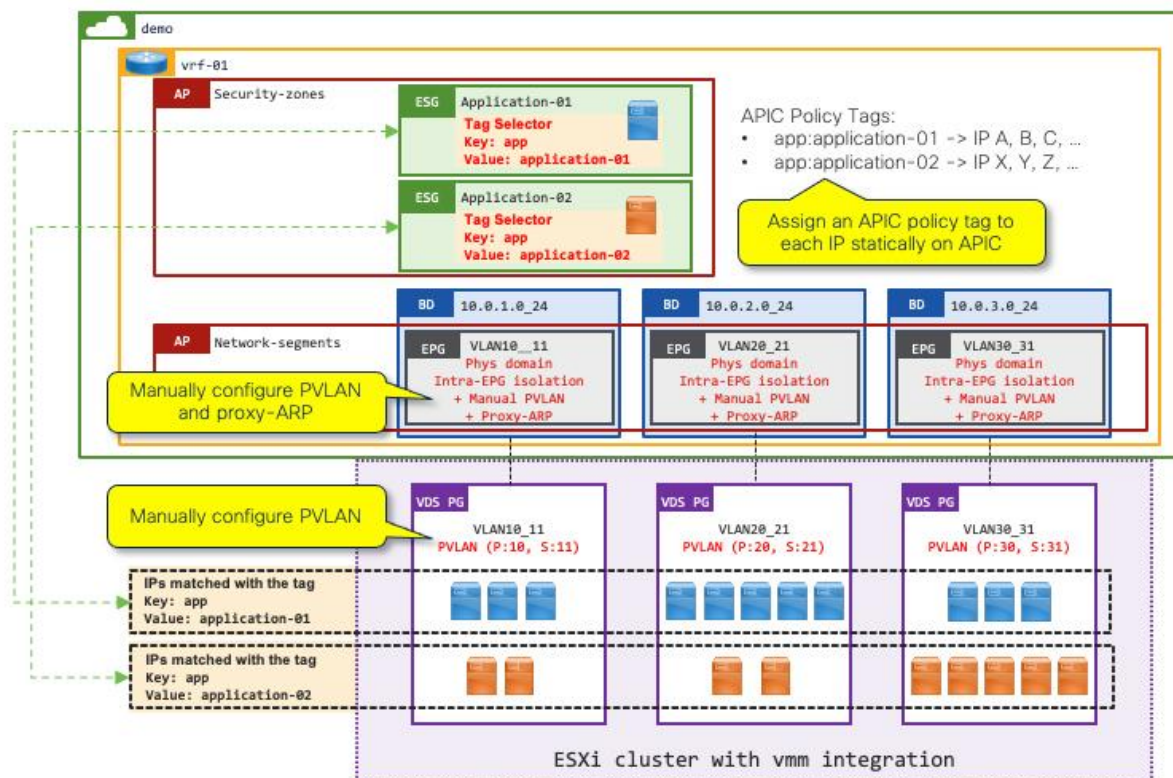 demo
vrf-01
AP Security-zones
ESG Application-01
Tag Selector
Key: app
Value: application-01
ESG Application-02
Tag Selector
Key: app
Value: application-02
APIC Policy Tags:
• app:application-01 -> IP A, B, C, ...
• app:application-02 -> IP X, Y, Z, ...
Assign an APIC policy tag to
each IP statically on APIC
BD 10.0.1.0_24
BD 10.0.2.0_24
BD 10.0.3.0_24
AP Network-segments
EPG VLAN10__11
Phys domain
Intra-EPG isolation
+ Manual PVLAN
+ Proxy-ARP
EPG VLAN20_21
Phys domain
Intra-EPG isolation
+ Manual PVLAN
+ Proxy-ARP
EPG VLAN30_31
Phys domain
Intra-EPG isolation
+ Manual PVLAN
+ Proxy-ARP
Manually configure PVLAN
and proxy-ARP
Manually configure PVLAN
VDS PG
VLAN10_11
PVLAN (P:10, S:11)
VDS PG
VLAN20_21
PVLAN (P:20, S:21)
VDS PG
VLAN30_31
PVLAN (P:30, S:31)
IPs matched with the tag
Key: app
Value: application-01
IPs matched with the tag
Key: app
Value: application-02
ESXi cluster with vmm integration